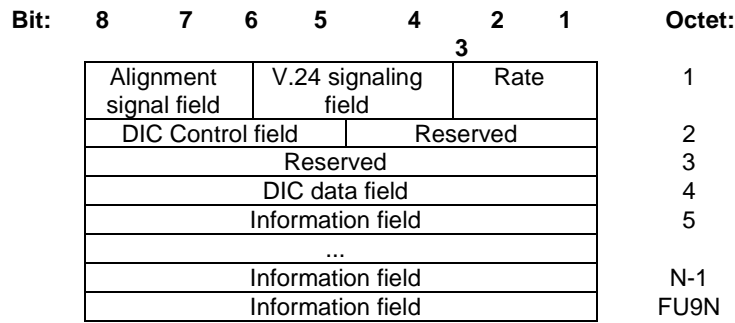 Bit: 8 7 6 5 4 2 1 Octet:
3
Alignment V.24 signaling Rate 1
signal field field
DIC Control field Reserved 2
Reserved 3
DIC data field 4
Information field 5
...
Information field N-1
Information field FU9N